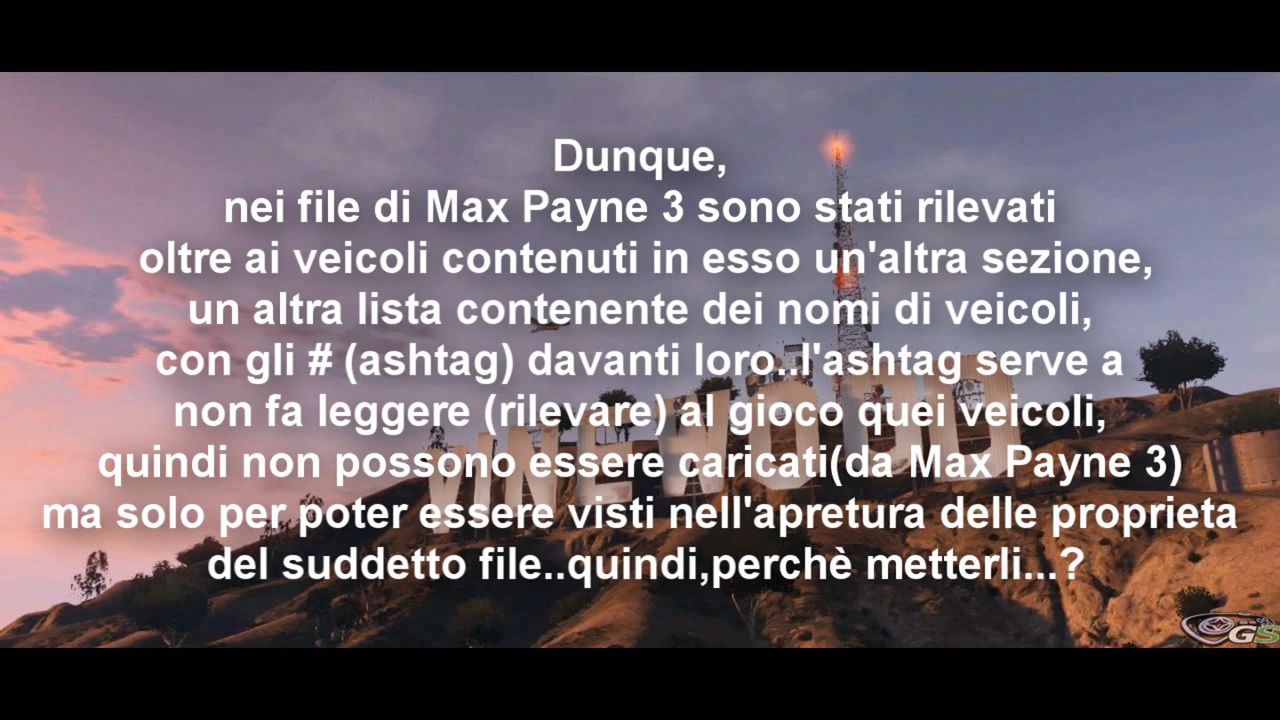 Dunque,
nei file di Max Payne 3 sono stati rilevati
oltre ai veicoli contenuti in esso un'altra sezione,
un altra lista contenente dei nomi di veicoli,
con gli # (ashtag) davanti loro..l'ashtag serve a
non fa leggere (rilevare) al gioco quei veicoli,
quindi non possono essere caricati(da Max Payne 3)
ma solo per poter essere visti nell'apretura delle proprieta
del suddetto file..quindi,perchè metterli...?
VINEWOOD
GS